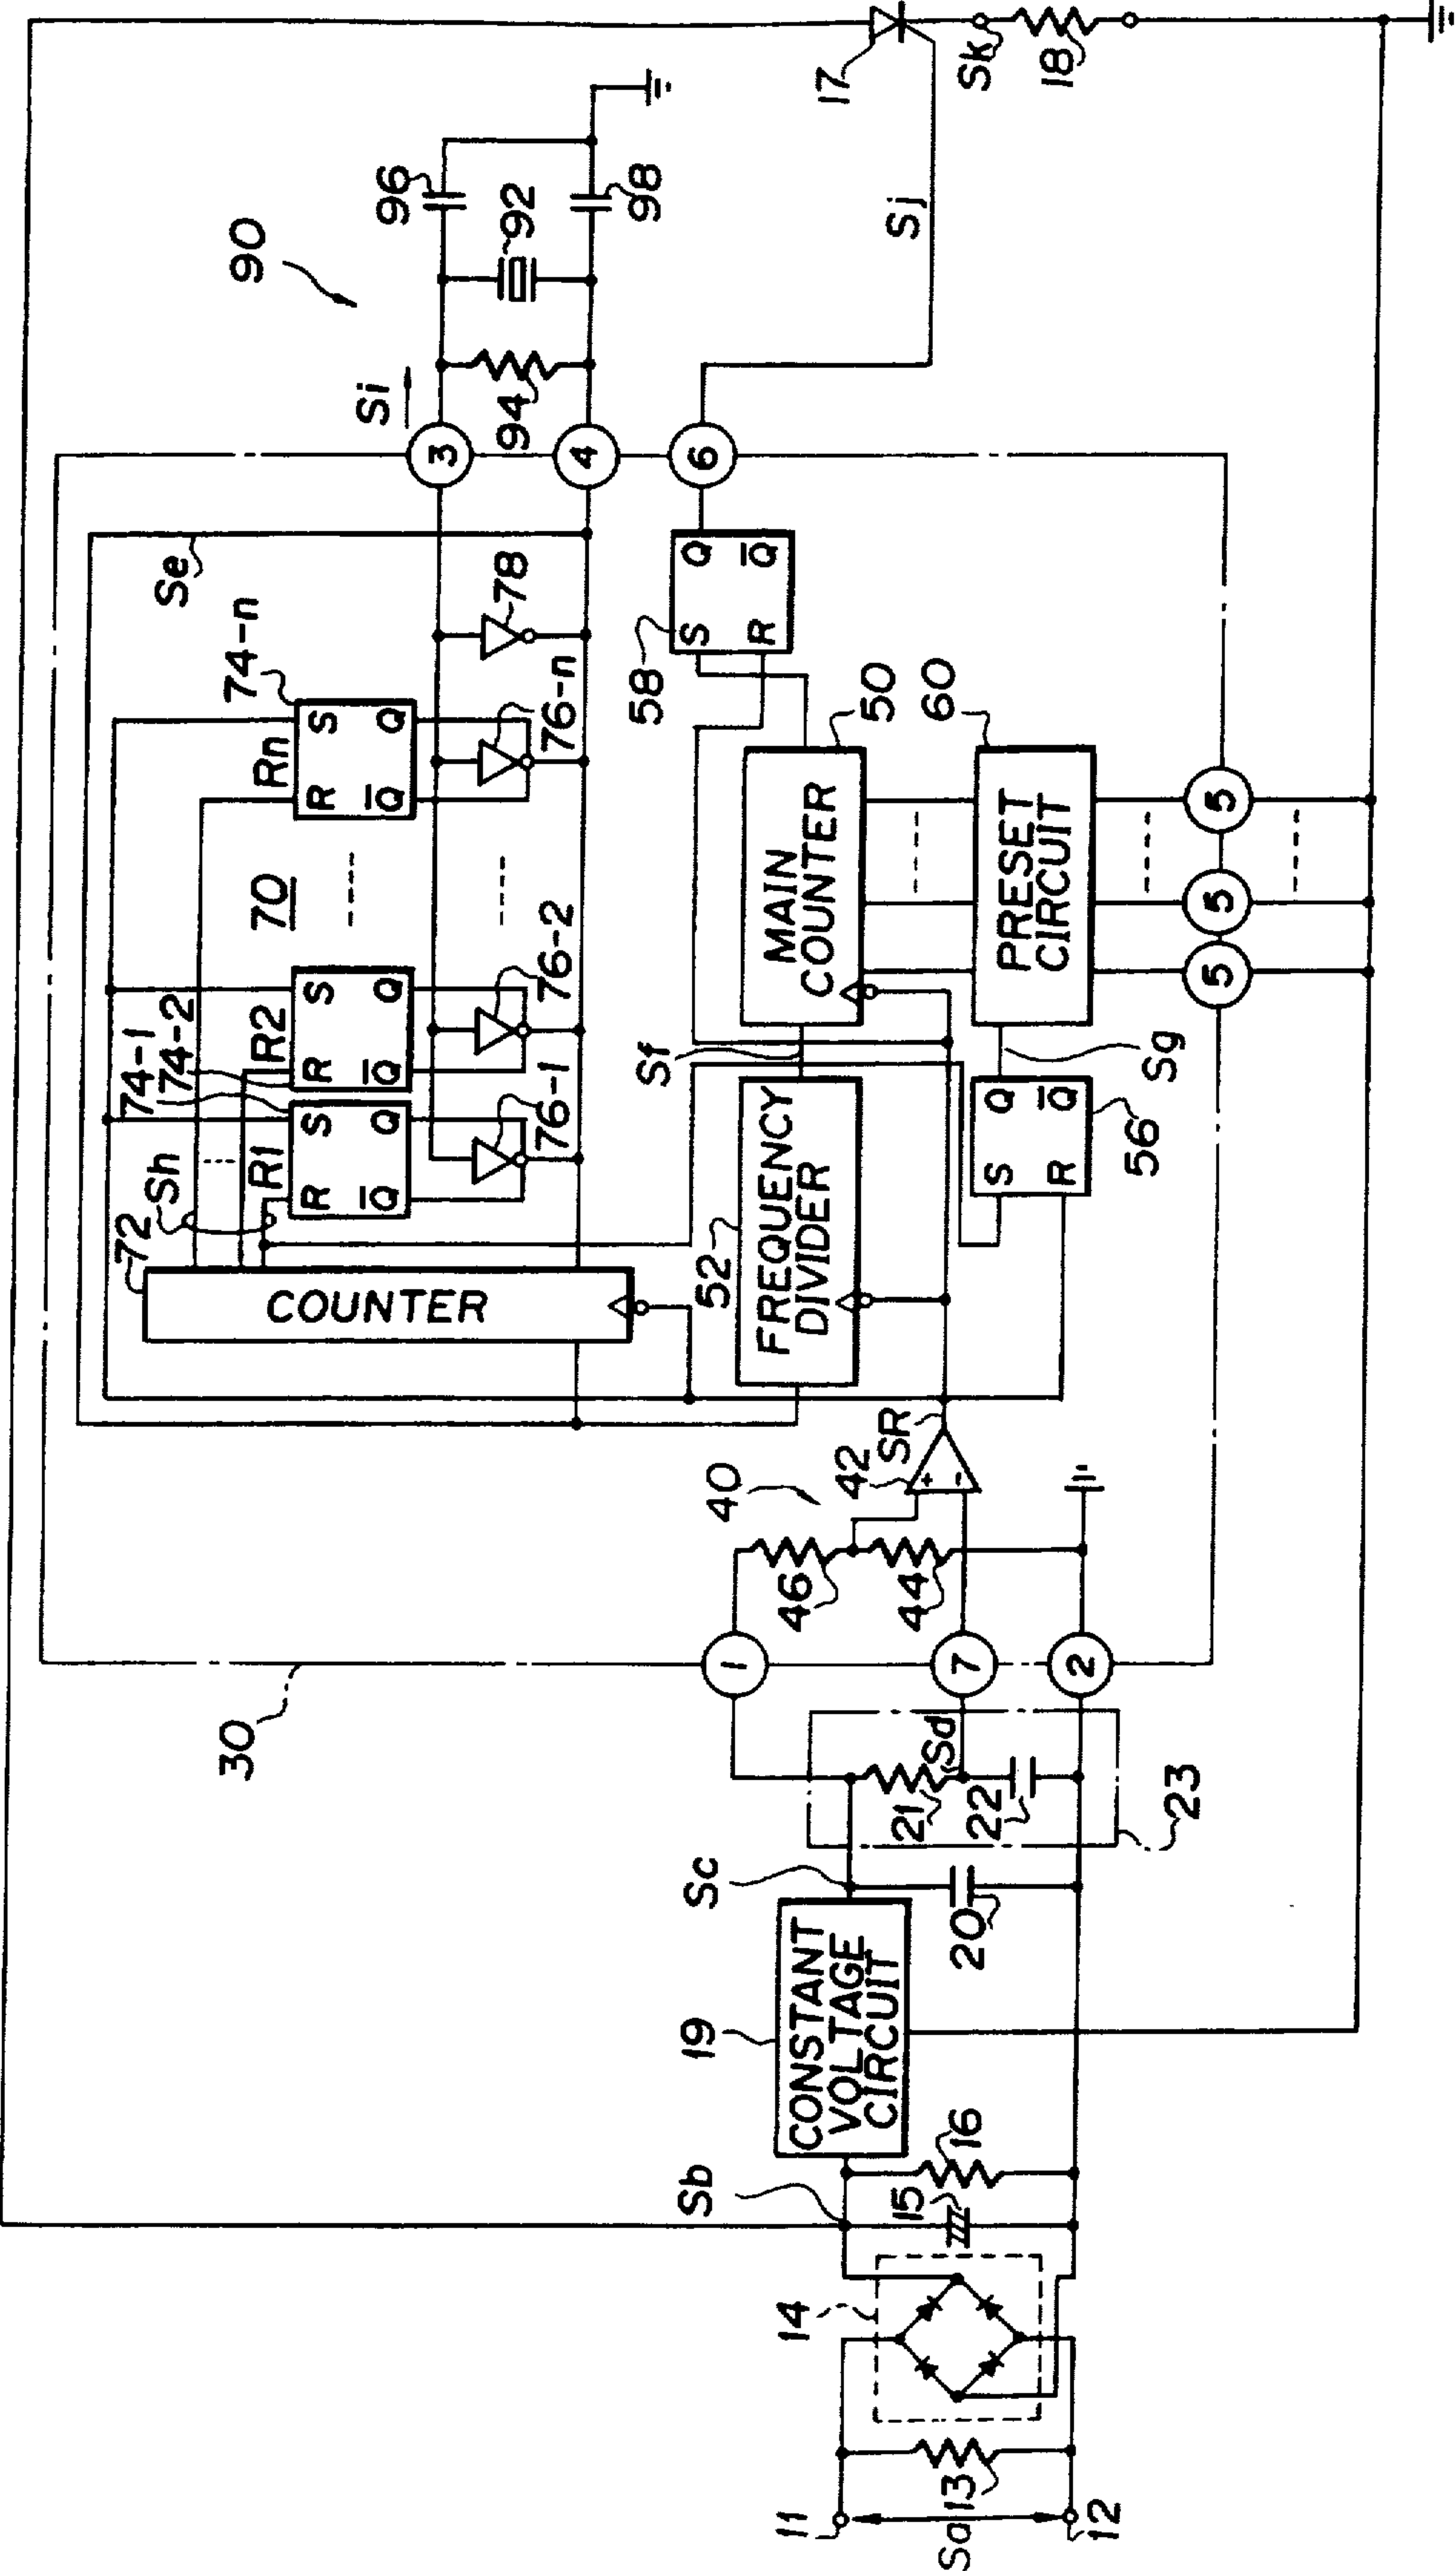 90
Si
96
92
98
94
3
4
6
Sj
17
Sk
18
Se
72
Sh
74-1
74-2
74-n
R1
R2
Rn
R S
Q̅ Q
R S
Q̅ Q
R S
Q̅ Q
70
COUNTER
76-1
76-2
76-n
78
58
S Q
R Q̅
52
FREQUENCY
DIVIDER
Sf
MAIN
COUNTER
50
PRESET
CIRCUIT
60
Sg
S Q
R Q̅
56
5
5
5
30
40
46
44
42
+
-
SR
1
7
2
11
12
Sa
13
14
Sb
15
16
19
CONSTANT
VOLTAGE
CIRCUIT
Sc
20
21
Sd
22
23